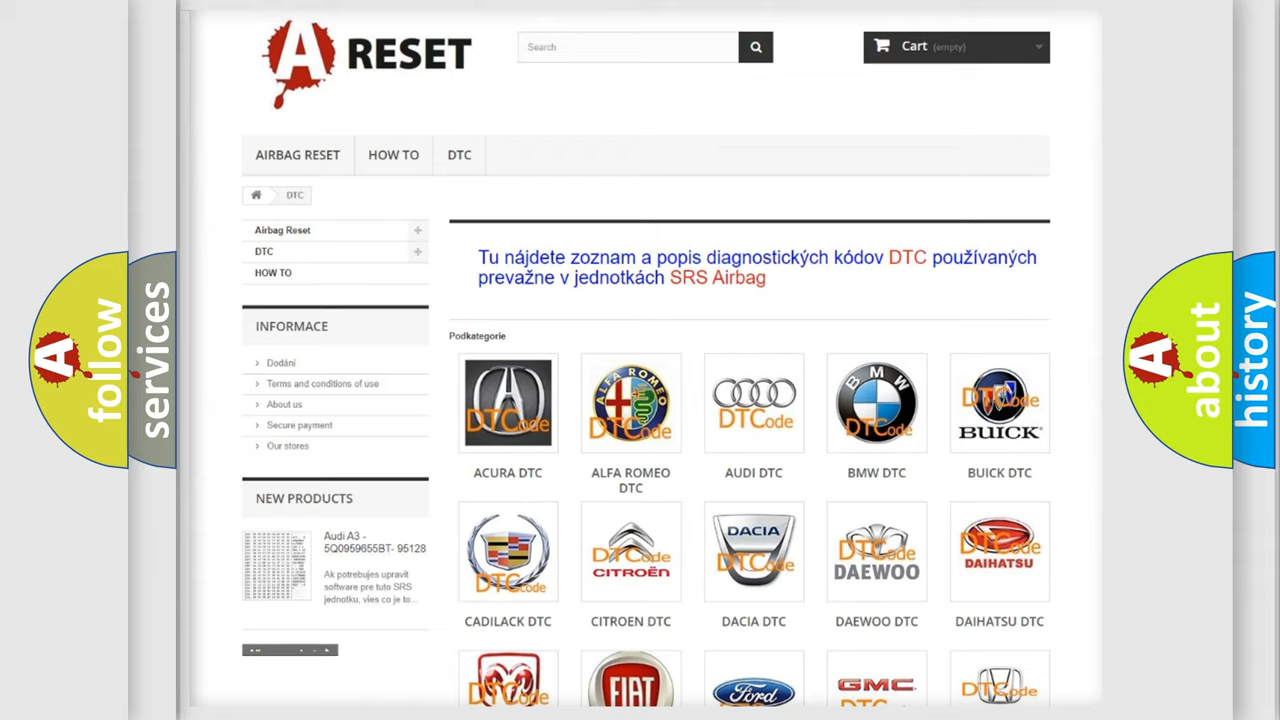 A RESET
Search
Cart (empty)
AIRBAG RESET
HOW TO
DTC
DTC
Airbag Reset
DTC
HOW TO
Tu nájdete zoznam a popis diagnostických kódov DTC používaných
prevažne v jednotkách SRS Airbag
INFORMACE
Dodání
Terms and conditions of use
About us
Secure payment
Our stores
NEW PRODUCTS
Audi A3 -
5Q0959655BT- 95128
Ak potrebujes upravit
software pre tuto SRS
jednotku, vies co je to...
Podkategorie
DTCode
ALFA ROMEO
DTCode
DTCode
BMW
DTCode
DTCode
BUICK
ACURA DTC
ALFA ROMEO
DTC
AUDI DTC
BMW DTC
BUICK DTC
DTCode
DTCode
CITROËN
DACIA
DTCode
DTCode
DAEWOO
DTCode
DAIHATSU
CADILACK DTC
CITROEN DTC
DACIA DTC
DAEWOO DTC
DAIHATSU DTC
DTCode
FIAT
Ford
GMC
DTCode
A follow
services
A about
history